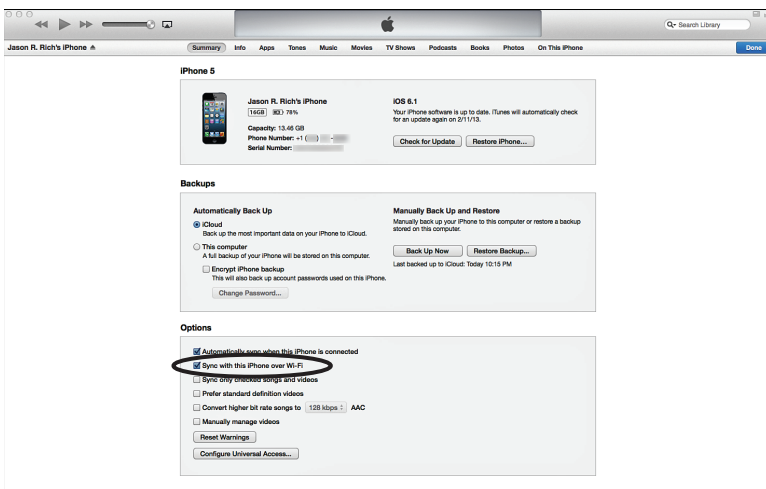 Search Library
Jason R. Rich's iPhone
Summary Info Apps Tones Music Movies TV Shows Podcasts Books Photos On This iPhone
Done
iPhone 5
Jason R. Rich's iPhone
16GB 78%
Capacity: 13.46 GB
Phone Number: +1 ( ) -
Serial Number:
iOS 6.1
Your iPhone software is up to date. iTunes will automatically check
for an update again on 2/11/13.
Check for Update Restore iPhone...
Backups
Automatically Back Up
iCloud
Back up the most important data on your iPhone to iCloud.
This computer
A full backup of your iPhone will be stored on this computer.
Encrypt iPhone backup
This will also back up account passwords used on this iPhone.
Change Password...
Manually Back Up and Restore
Manually back up your iPhone to this computer or restore a backup
stored on this computer.
Back Up Now Restore Backup...
Last backed up to iCloud: Today 10:15 PM
Options
Automatically sync when this iPhone is connected
Sync with this iPhone over Wi-Fi
Sync only checked songs and videos
Prefer standard definition videos
Convert higher bit rate songs to 128 kbps AAC
Manually manage videos
Reset Warnings
Configure Universal Access...